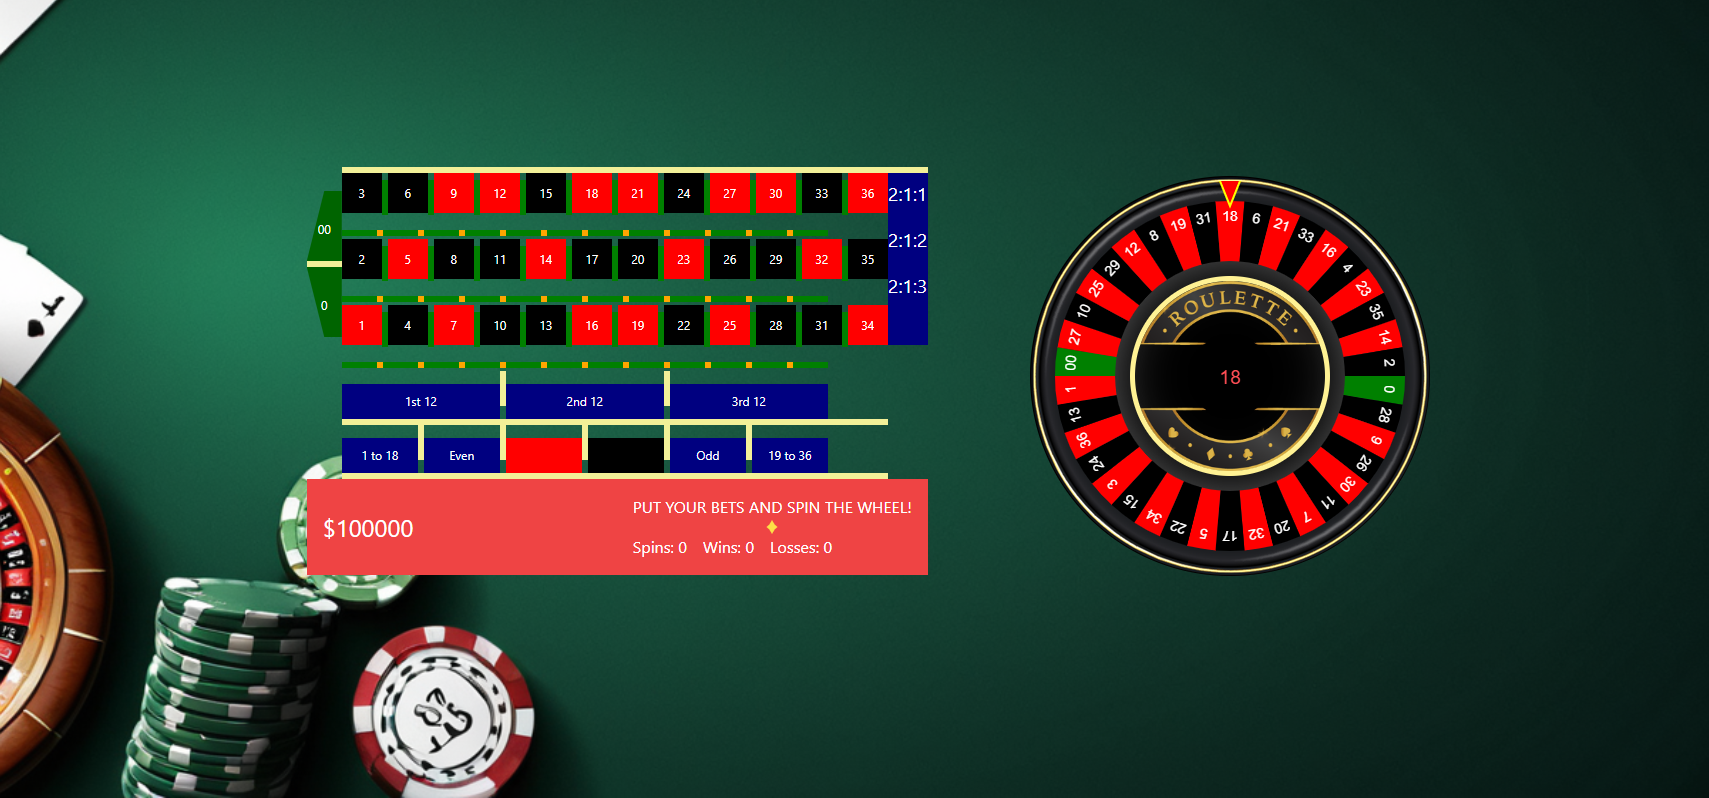 3 6 9 12 15 18 21 24 27 30 33 36 2:1:1
00
2:1:2
2 5 8 11 14 17 20 23 26 29 32 35
2:1:3
0
1 4 7 10 13 16 19 22 25 28 31 34
1st 12 2nd 12 3rd 12
1 to 18 Even Odd 19 to 36
$100000
PUT YOUR BETS AND SPIN THE WHEEL!
Spins: 0 Wins: 0 Losses: 0
18 6 21 33 16 4 23 35 14 2 0 28 9 26 30 11 7 20 32 17 5 22 34 15 3 24 36 13 1 00 27 10 25 29 12 8 19 31
ROULETTE
18